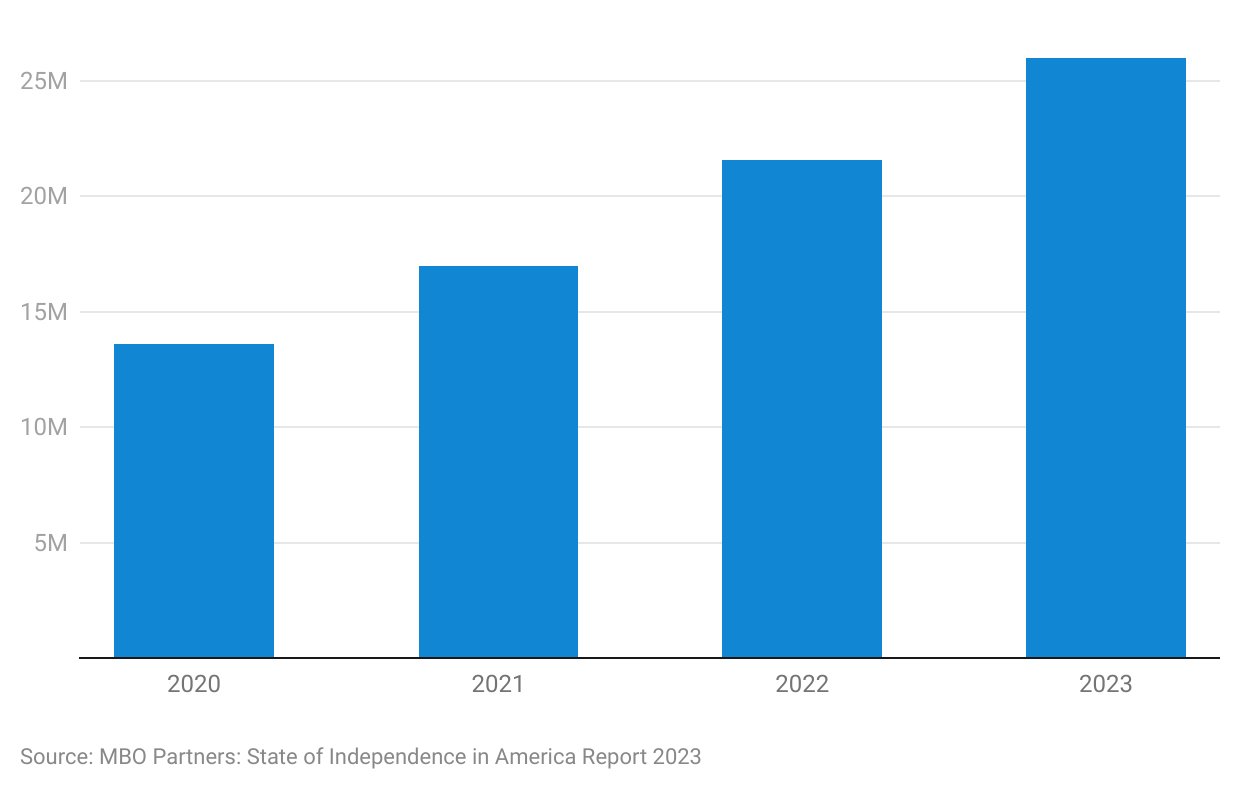 25M
20M
15M
10M
5M
2020 2021 2022 2023
Source: MBO Partners: State of Independence in America Report 2023